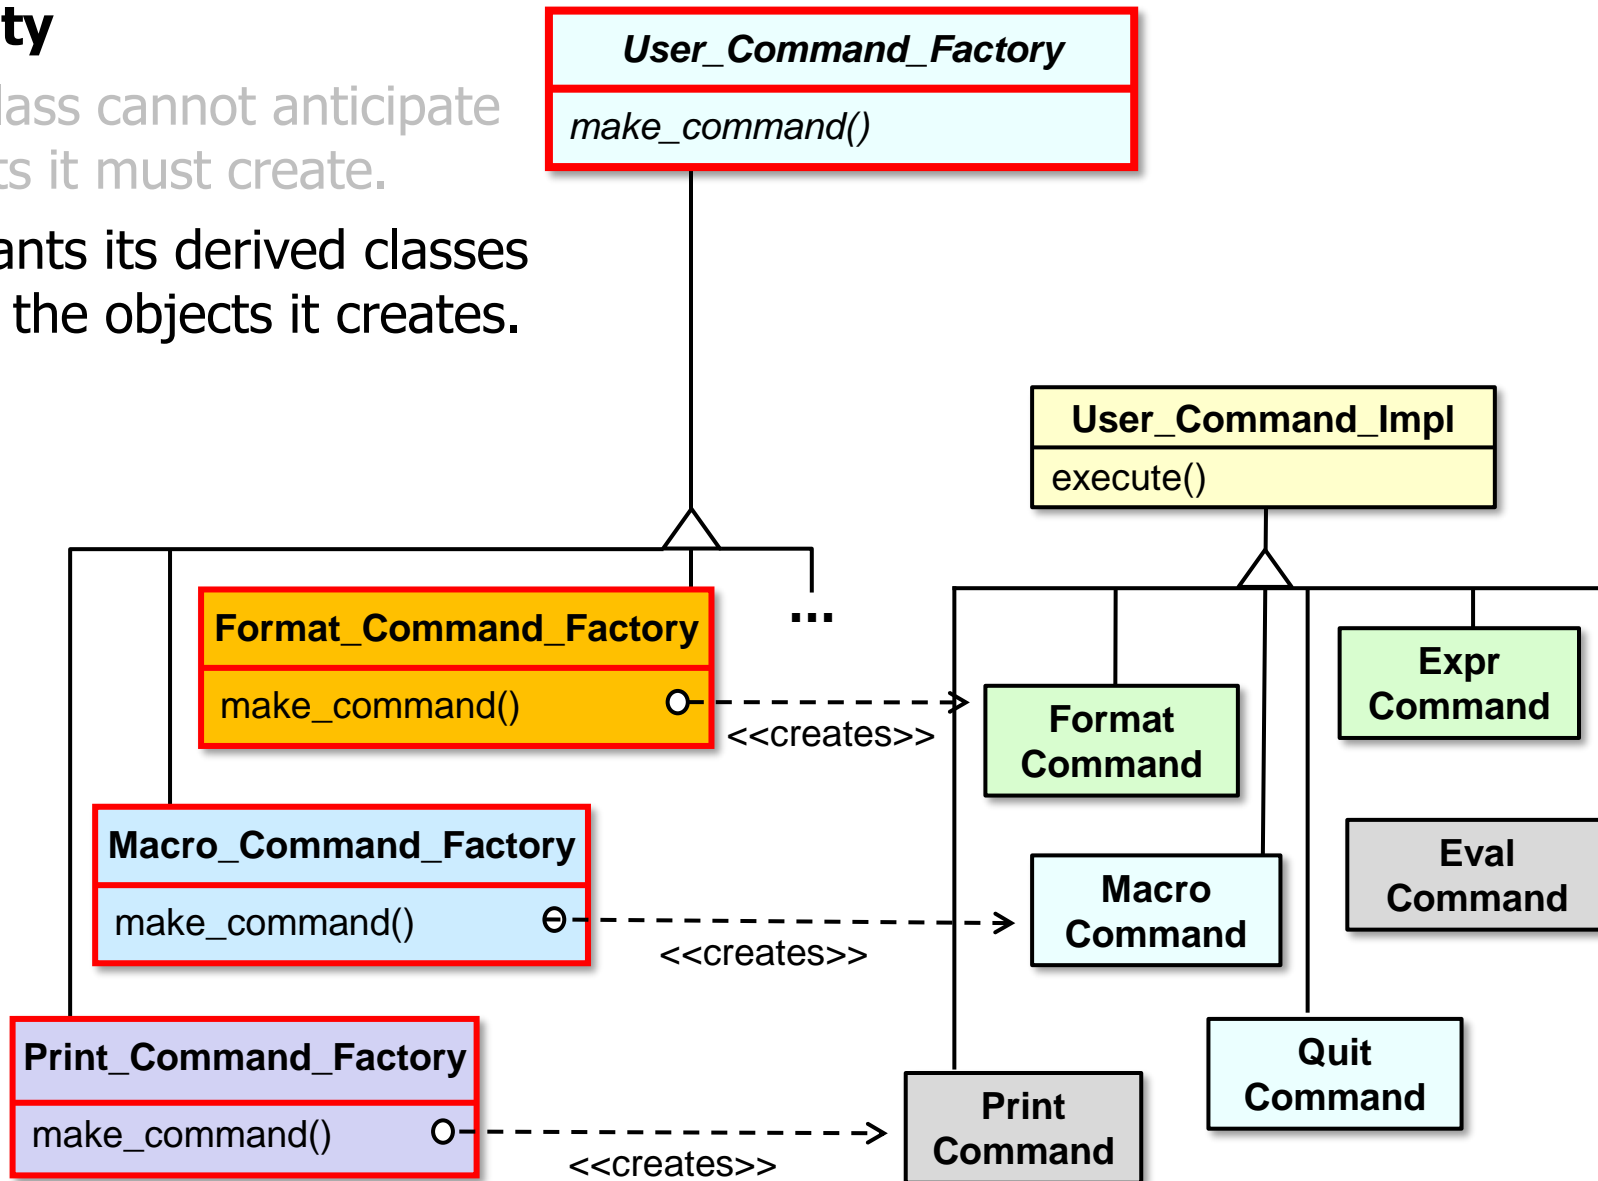 ty
lass cannot anticipate
ts it must create.
ants its derived classes
the objects it creates.
User_Command_Factory
make_command()
User_Command_Impl
execute()
...
Format_Command_Factory
make_command()
<<creates>>
Format
Command
Expr
Command
Macro_Command_Factory
make_command()
<<creates>>
Macro
Command
Eval
Command
Print_Command_Factory
make_command()
<<creates>>
Print
Command
Quit
Command